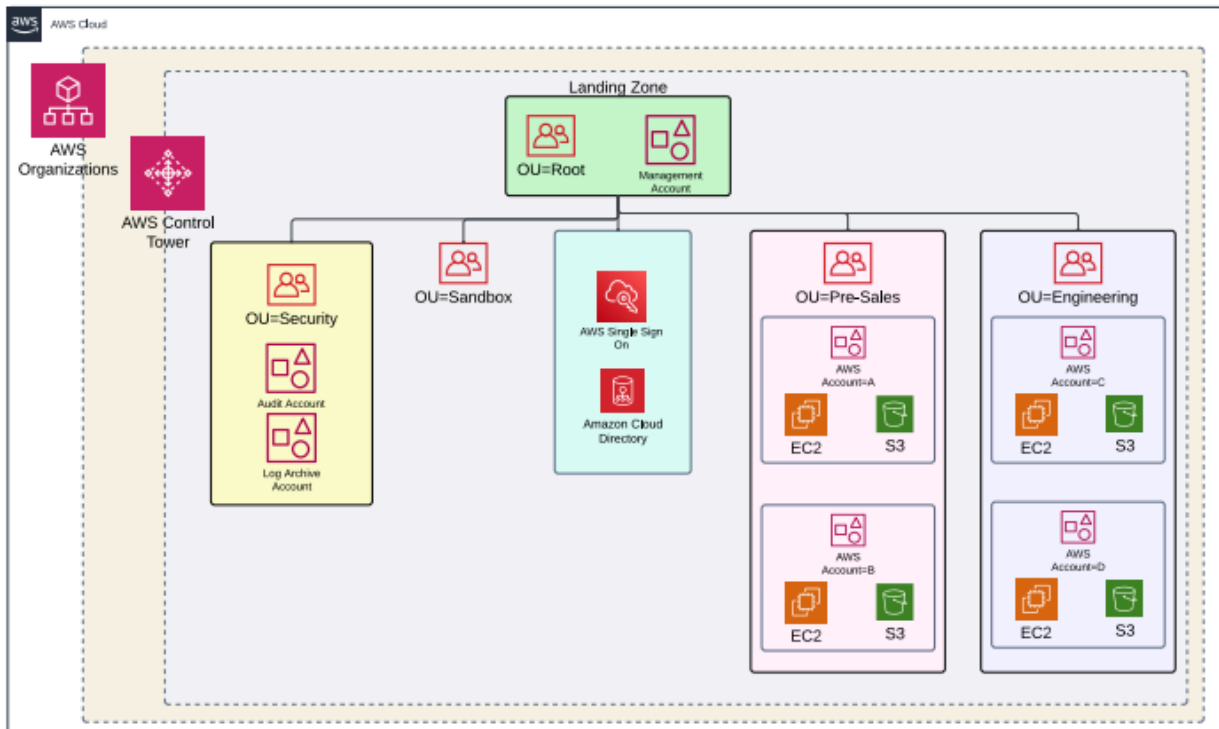 aws
AWS Cloud
AWS
Organizations
AWS Control
Tower
Landing Zone
OU=Root
Management
Account
OU=Security
Audit Account
Log Archive
Account
OU=Sandbox
AWS Single Sign
On
Amazon Cloud
Directory
OU=Pre-Sales
AWS
Account=A
EC2
S3
AWS
Account=B
EC2
S3
OU=Engineering
AWS
Account=C
EC2
S3
AWS
Account=D
EC2
S3